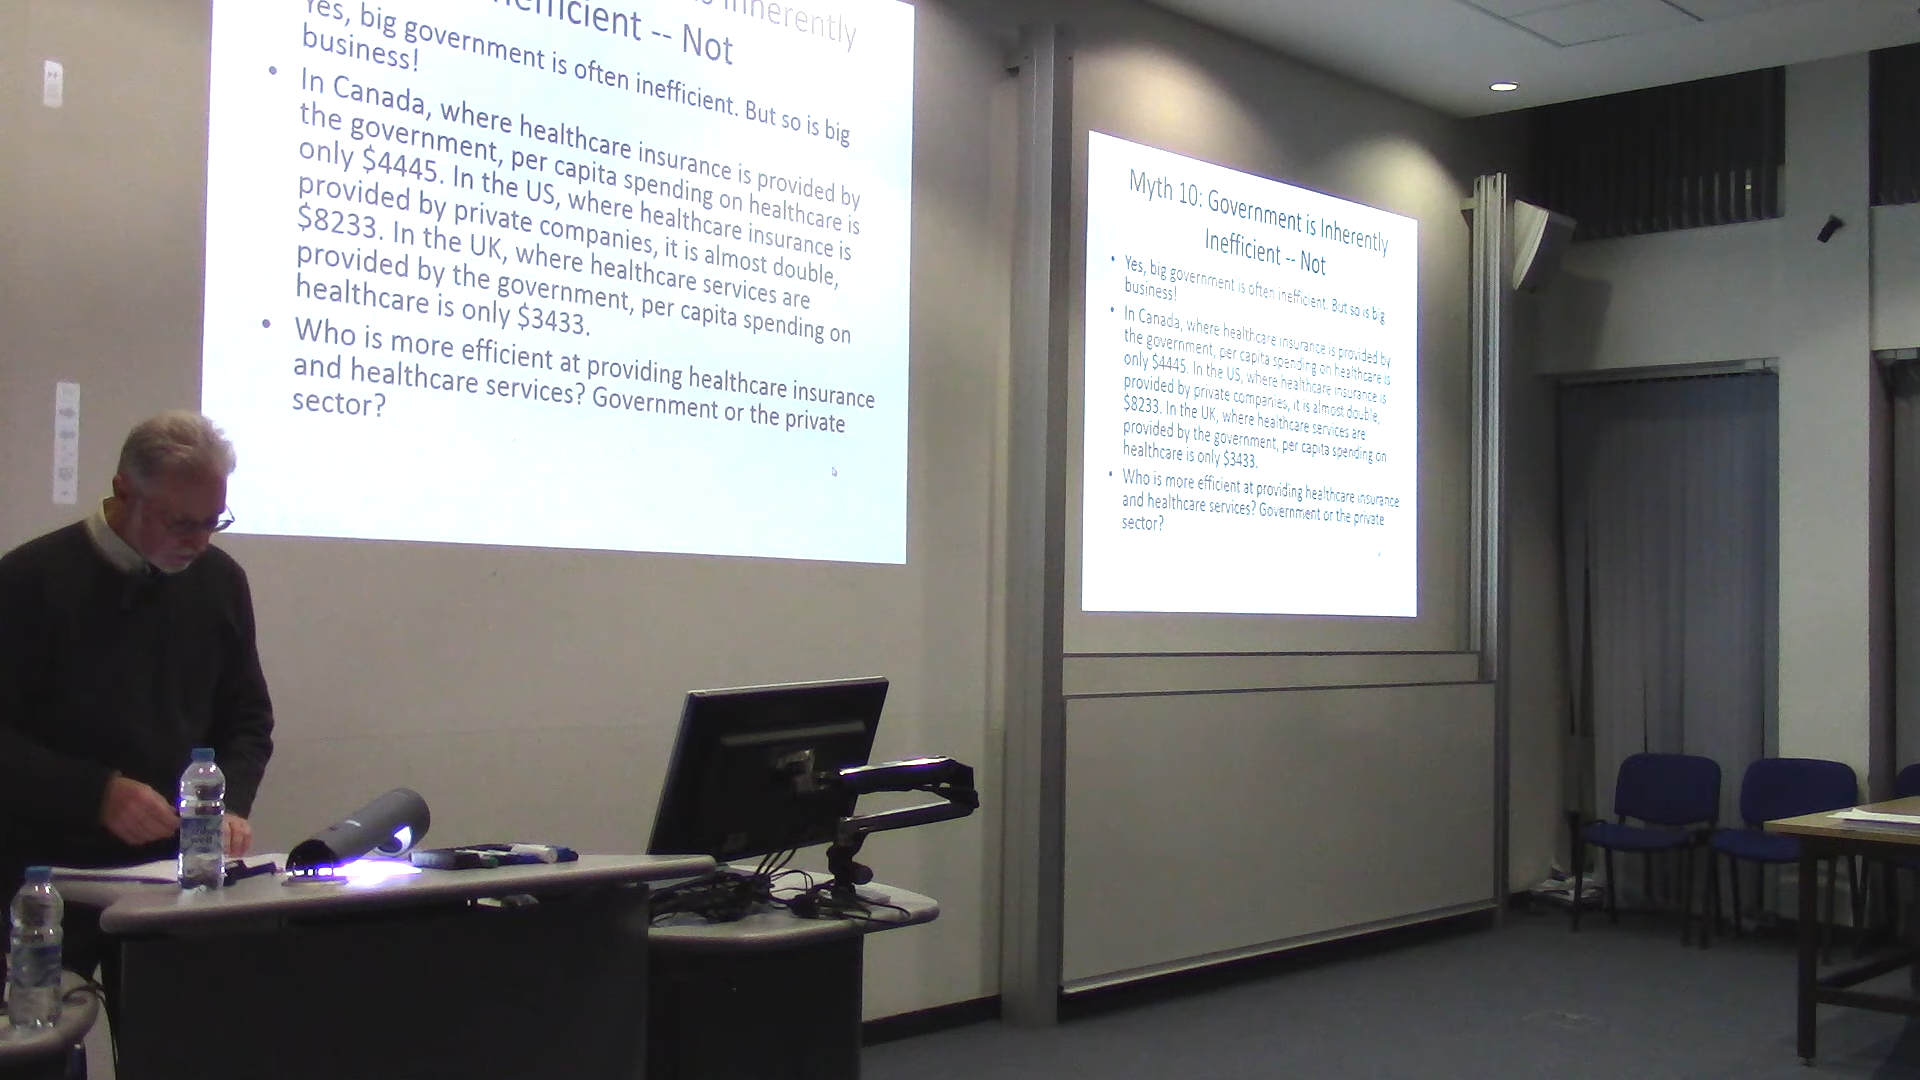 Inherently
Inefficient -- Not
Yes, big government is often inefficient. But so is big
business!
• In Canada, where healthcare insurance is provided by
the government, per capita spending on healthcare is
only $4445. In the US, where healthcare insurance is
provided by private companies, it is almost double,
$8233. In the UK, where healthcare services are
provided by the government, per capita spending on
healthcare is only $3433.
• Who is more efficient at providing healthcare insurance
and healthcare services? Government or the private
sector?
Myth 10: Government is Inherently
Inefficient -- Not
• Yes, big government is often inefficient. But so is big
business!
• In Canada, where healthcare insurance is provided by
the government, per capita spending on healthcare is
only $4445. In the US, where healthcare insurance is
provided by private companies, it is almost double,
$8233. In the UK, where healthcare services are
provided by the government, per capita spending on
healthcare is only $3433.
• Who is more efficient at providing healthcare insurance
and healthcare services? Government or the private
sector?